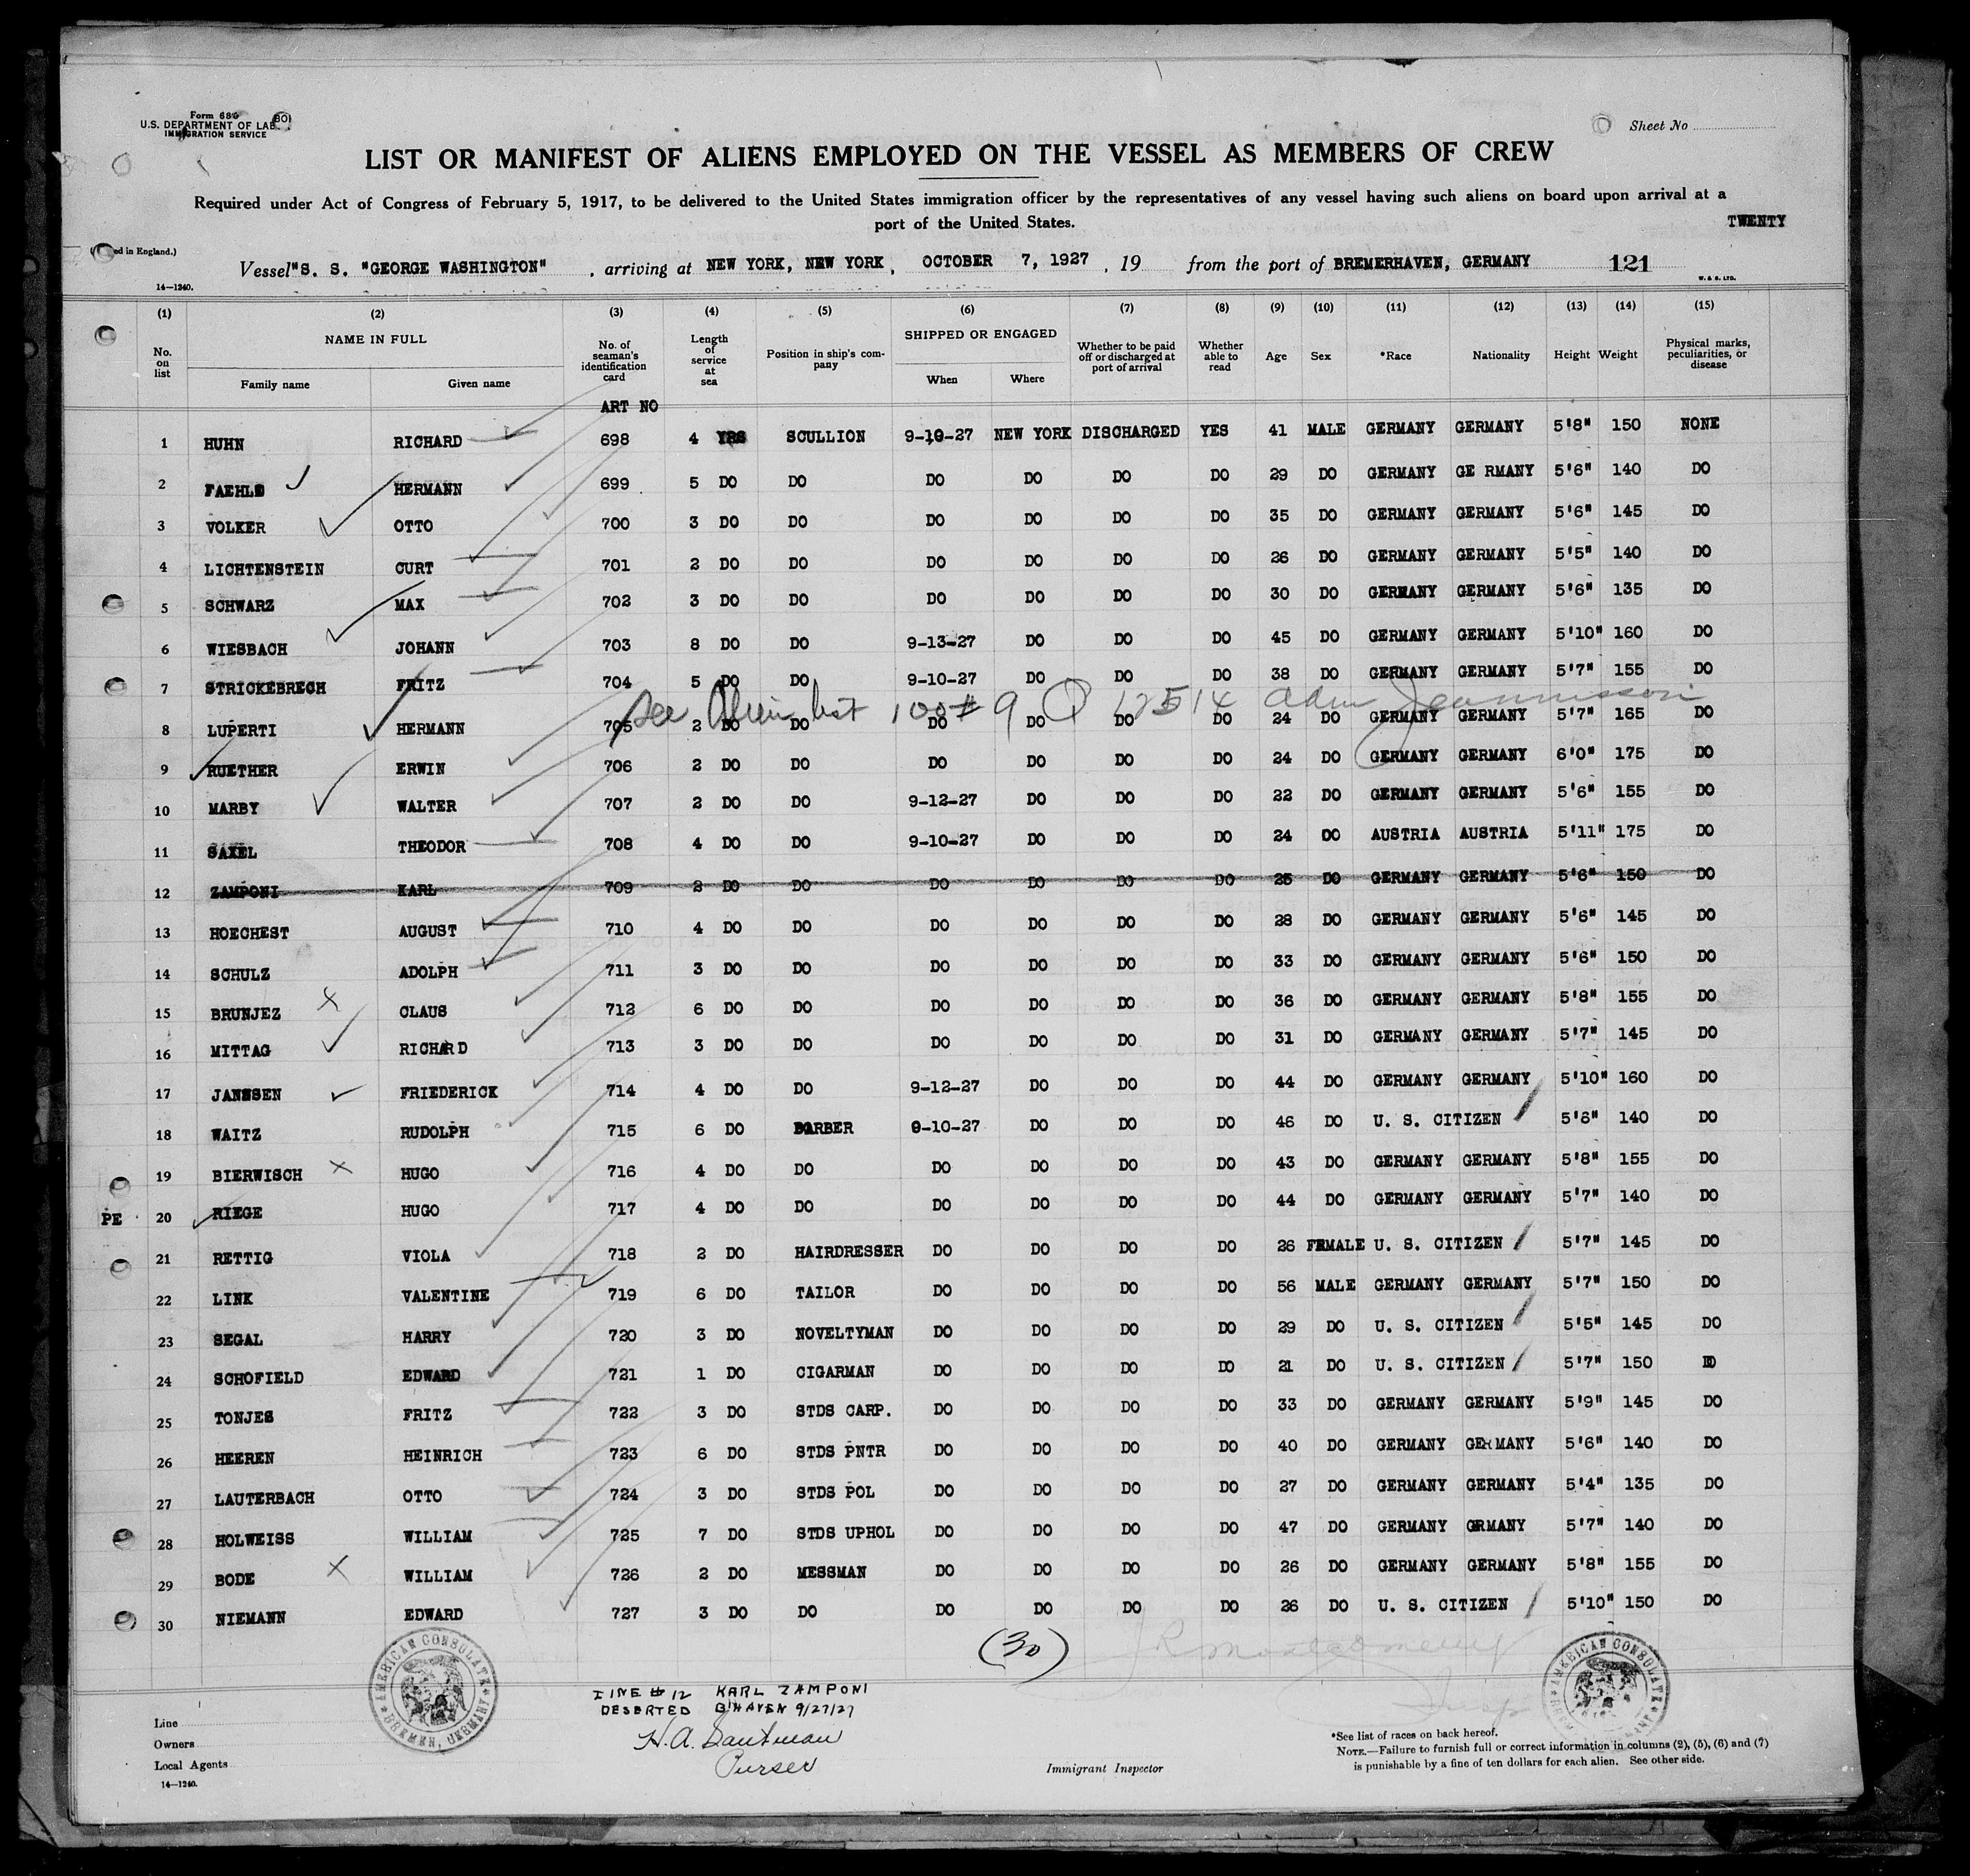 Form 680
U.S. DEPARTMENT OF LAB
IMMIGRATION SERVICE
Sheet No
LIST OR MANIFEST OF ALIENS EMPLOYED ON THE VESSEL AS MEMBERS OF CREW
Required under Act of Congress of February 5, 1917, to be delivered to the United States immigration officer by the representatives of any vessel having such aliens on board upon arrival at a
port of the United States.
TWENTY
ed in England.)
Vessel "S. S. "GEORGE WASHINGTON" , arriving at NEW YORK, NEW YORK , OCTOBER 7, 1927 , 19 from the port of BREMERHAVEN, GERMANY 121
14—1240. W. & S. LTD.
(1) (2) (3) (4) (5) (6) (7) (8) (9) (10) (11) (12) (13) (14) (15)
No. on list NAME IN FULL Family name Given name No. of seaman's identification card Length of service at sea Position in ship's company SHIPPED OR ENGAGED When Where Whether to be paid off or discharged at port of arrival Whether able to read Age Sex *Race Nationality Height Weight Physical marks, peculiarities, or disease
ART NO
1 HUHN RICHARD 698 4 YRS SCULLION 9-10-27 NEW YORK DISCHARGED YES 41 MALE GERMANY GERMANY 5'8" 150 NONE
2 FAEHLE HERMANN 699 5 DO DO DO DO DO DO 29 DO GERMANY GE RMANY 5'6" 140 DO
3 VOLKER OTTO 700 3 DO DO DO DO DO DO 35 DO GERMANY GERMANY 5'6" 145 DO
4 LICHTENSTEIN CURT 701 2 DO DO DO DO DO DO 26 DO GERMANY GERMANY 5'5" 140 DO
5 SCHWARZ MAX 702 3 DO DO DO DO DO DO 30 DO GERMANY GERMANY 5'6" 135 DO
6 WIESBACH JOHANN 703 8 DO DO 9-13-27 DO DO DO 45 DO GERMANY GERMANY 5'10" 160 DO
7 STRICKEBRECH FRITZ 704 5 DO DO 9-10-27 DO DO DO 38 DO GERMANY GERMANY 5'7" 155 DO
see Alien list 100 # 9 12514 adm
8 LUPERTI HERMANN 705 2 DO DO DO DO DO DO 24 DO GERMANY GERMANY 5'7" 165 DO
9 RUETHER ERWIN 706 2 DO DO DO DO DO DO 24 DO GERMANY GERMANY 6'0" 175 DO
10 MARBY WALTER 707 2 DO DO 9-12-27 DO DO DO 22 DO GERMANY GERMANY 5'6" 155 DO
11 SAXEL THEODOR 708 4 DO DO 9-10-27 DO DO DO 24 DO AUSTRIA AUSTRIA 5'11" 175 DO
12 ZAMPONI KARL 709 2 DO DO DO DO DO DO 25 DO GERMANY GERMANY 5'6" 150 DO
13 HOECHEST AUGUST 710 4 DO DO DO DO DO DO 28 DO GERMANY GERMANY 5'6" 145 DO
14 SCHULZ ADOLPH 711 3 DO DO DO DO DO DO 33 DO GERMANY GERMANY 5'6" 150 DO
15 BRUNJEZ CLAUS 712 6 DO DO DO DO DO DO 36 DO GERMANY GERMANY 5'8" 155 DO
16 MITTAG RICHARD 713 3 DO DO DO DO DO DO 31 DO GERMANY GERMANY 5'7" 145 DO
17 JANSSEN FRIEDERICK 714 4 DO DO 9-12-27 DO DO DO 44 DO GERMANY GERMANY 5'10" 160 DO
18 WAITZ RUDOLPH 715 6 DO BARBER 9-10-27 DO DO DO 46 DO U. S. CITIZEN 5'6" 140 DO
19 BIERWISCH HUGO 716 4 DO DO DO DO DO DO 43 DO GERMANY GERMANY 5'8" 155 DO
PE 20 RIEGE HUGO 717 4 DO DO DO DO DO DO 44 DO GERMANY GERMANY 5'7" 140 DO
21 RETTIG VIOLA 718 2 DO HAIRDRESSER DO DO DO DO 26 FEMALE U. S. CITIZEN 5'7" 145 DO
22 LINK VALENTINE 719 6 DO TAILOR DO DO DO DO 56 MALE GERMANY GERMANY 5'7" 150 DO
23 SEGAL HARRY 720 3 DO NOVELTYMAN DO DO DO DO 29 DO U. S. CITIZEN 5'5" 145 DO
24 SCHOFIELD EDWARD 721 1 DO CIGARMAN DO DO DO DO 21 DO U. S. CITIZEN 5'7" 150 DO
25 TONJES FRITZ 722 3 DO STDS CARP. DO DO DO DO 33 DO GERMANY GERMANY 5'9" 145 DO
26 HEEREN HEINRICH 723 6 DO STDS PNTR DO DO DO DO 40 DO GERMANY GERMANY 5'6" 140 DO
27 LAUTERBACH OTTO 724 3 DO STDS POL DO DO DO DO 27 DO GERMANY GERMANY 5'4" 135 DO
28 HOLWEISS WILLIAM 725 7 DO STDS UPHOL DO DO DO DO 47 DO GERMANY GRMANY 5'7" 140 DO
29 BODE WILLIAM 726 2 DO MESSMAN DO DO DO DO 26 DO GERMANY GERMANY 5'8" 155 DO
30 NIEMANN EDWARD 727 3 DO DO DO DO DO DO 26 DO U. S. CITIZEN 5'10" 150 DO
(30)
J R Montgomery
Insp
AMERICAN CONSULATE BREMEN, GERMANY
AMERICAN CONSULATE
LINE # 12 KARL ZAMPONI
DESERTED B'HAVEN 9/27/27
H. A.
Purser
Line
Owners
Local Agents
14—1240.
Immigrant Inspector
*See list of races on back hereof.
NOTE.—Failure to furnish full or correct information in columns (2), (5), (6) and (7)
is punishable by a fine of ten dollars for each alien. See other side.